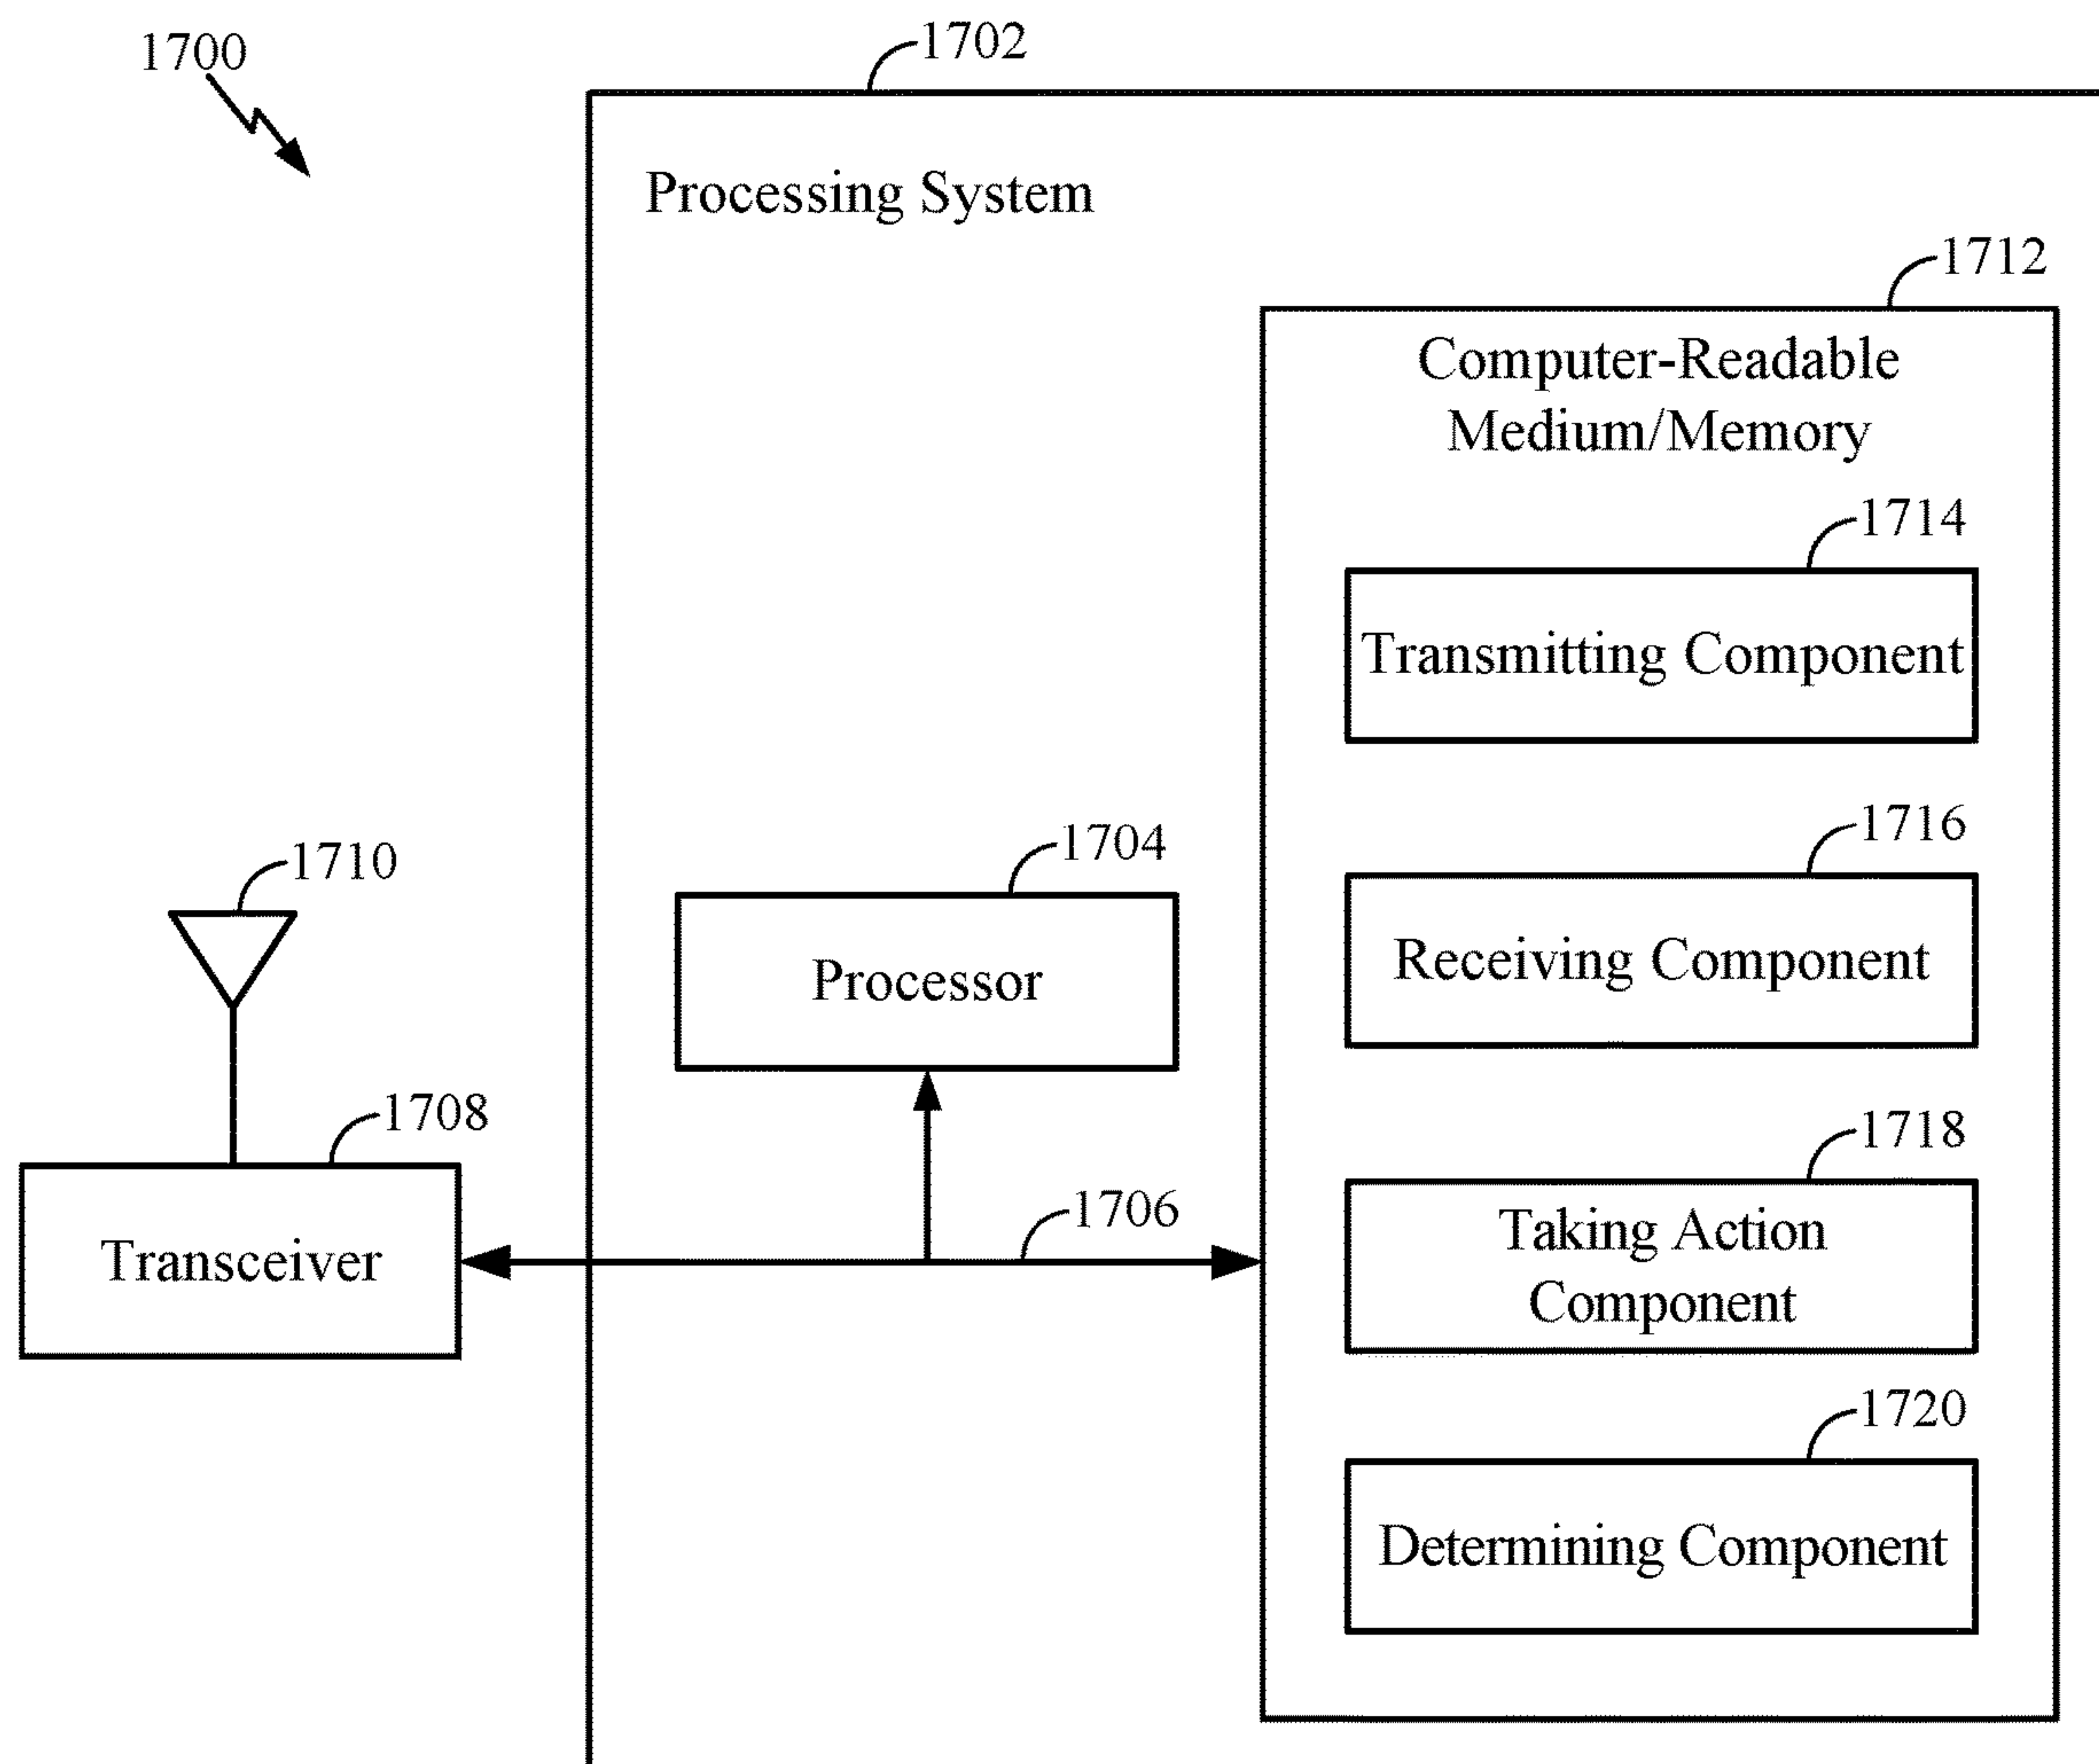 1700
1702
Processing System
1712
Computer-Readable
Medium/Memory
1714
Transmitting Component
1716
Receiving Component
1704
Processor
1710
1708
Transceiver
1706
1718
Taking Action
Component
1720
Determining Component